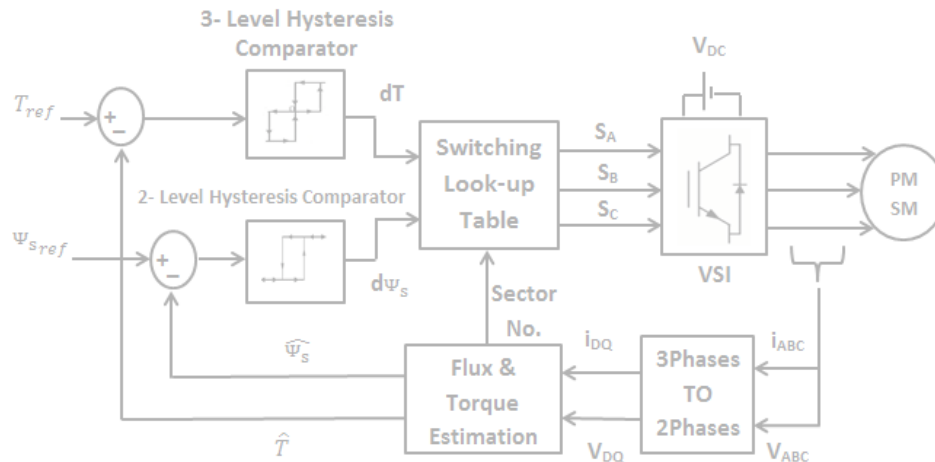 3- Level Hysteresis
Comparator
V_DC
dT
T_ref
+
−
Switching
Look-up
Table
S_A
S_B
S_C
PM
SM
2- Level Hysteresis Comparator
Ψ_s_ref
+
−
dΨ_s
VSI
Sector
No.
Ψ̂_s
i_DQ
i_ABC
Flux &
Torque
Estimation
3Phases
TO
2Phases
T̂
V_DQ
V_ABC